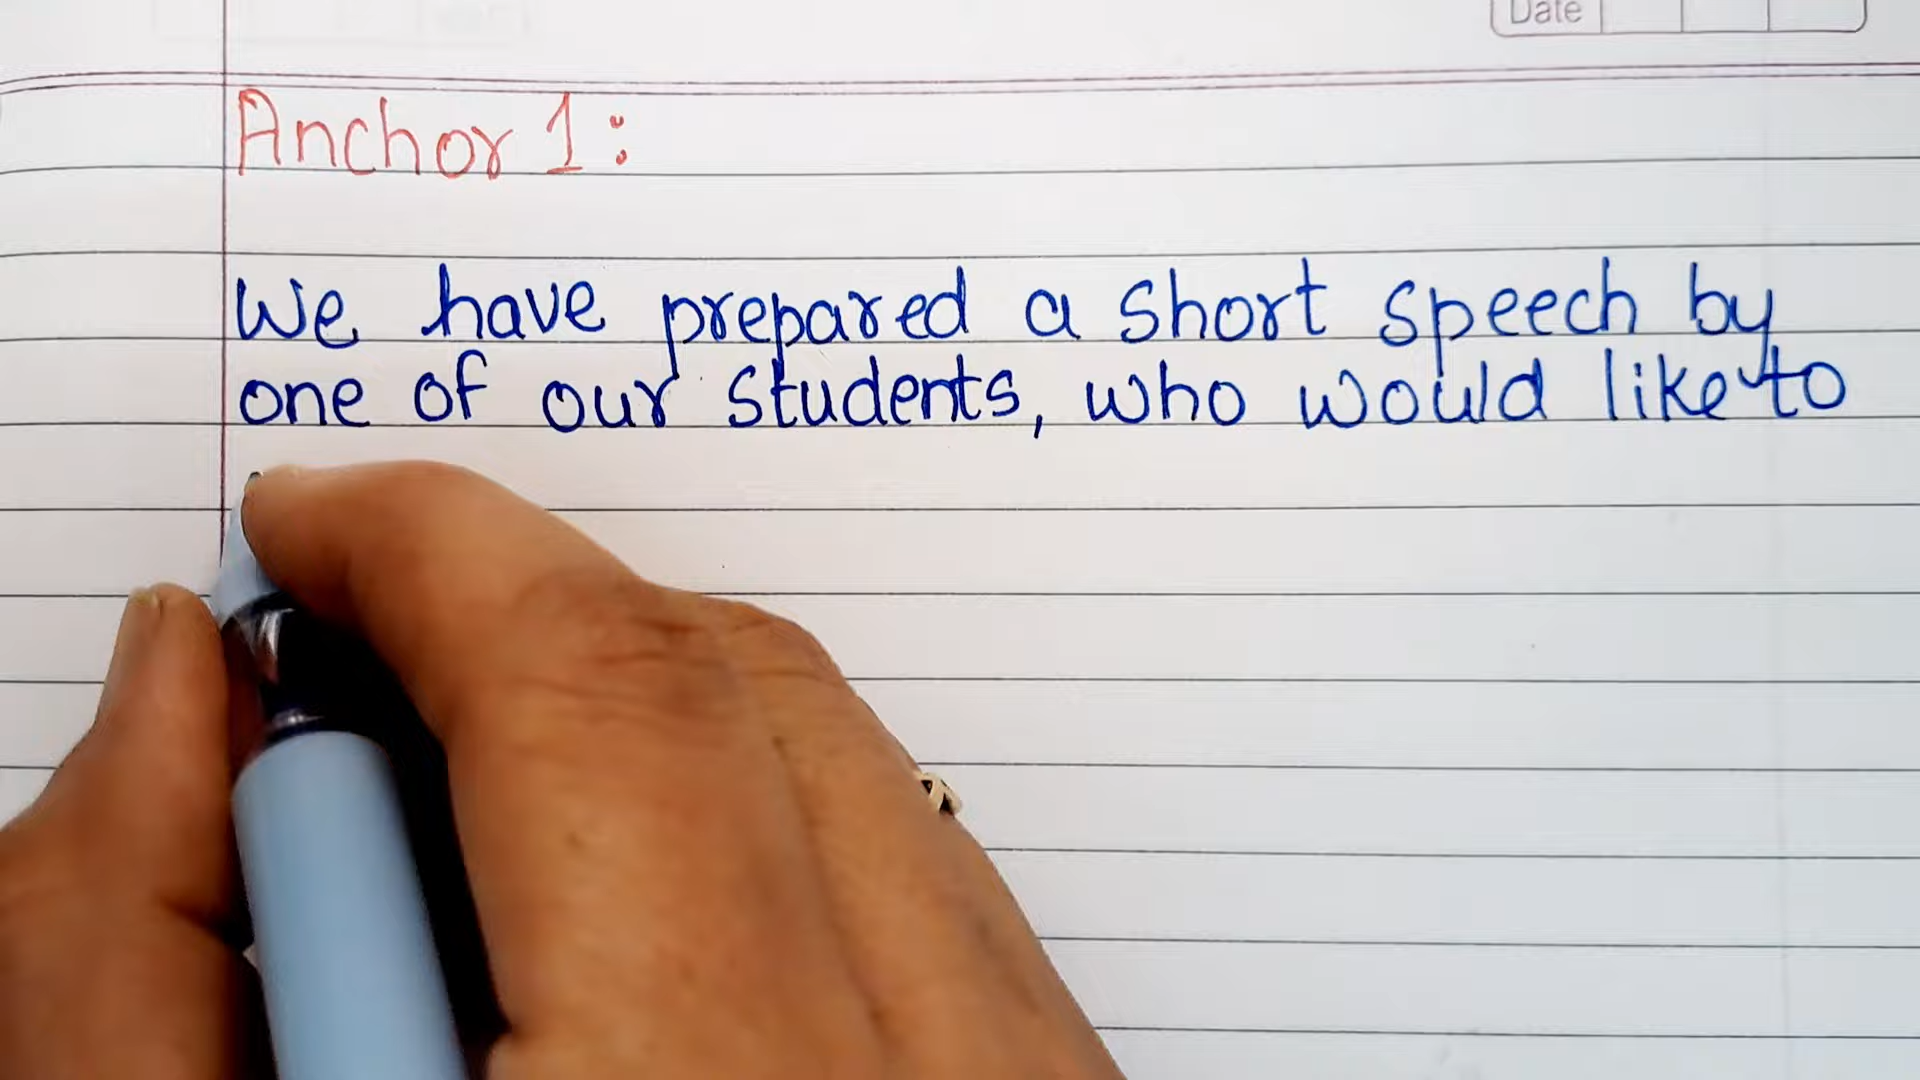 Date
Anchor 1:
We have prepared a short speech by
one of our students, who would like to